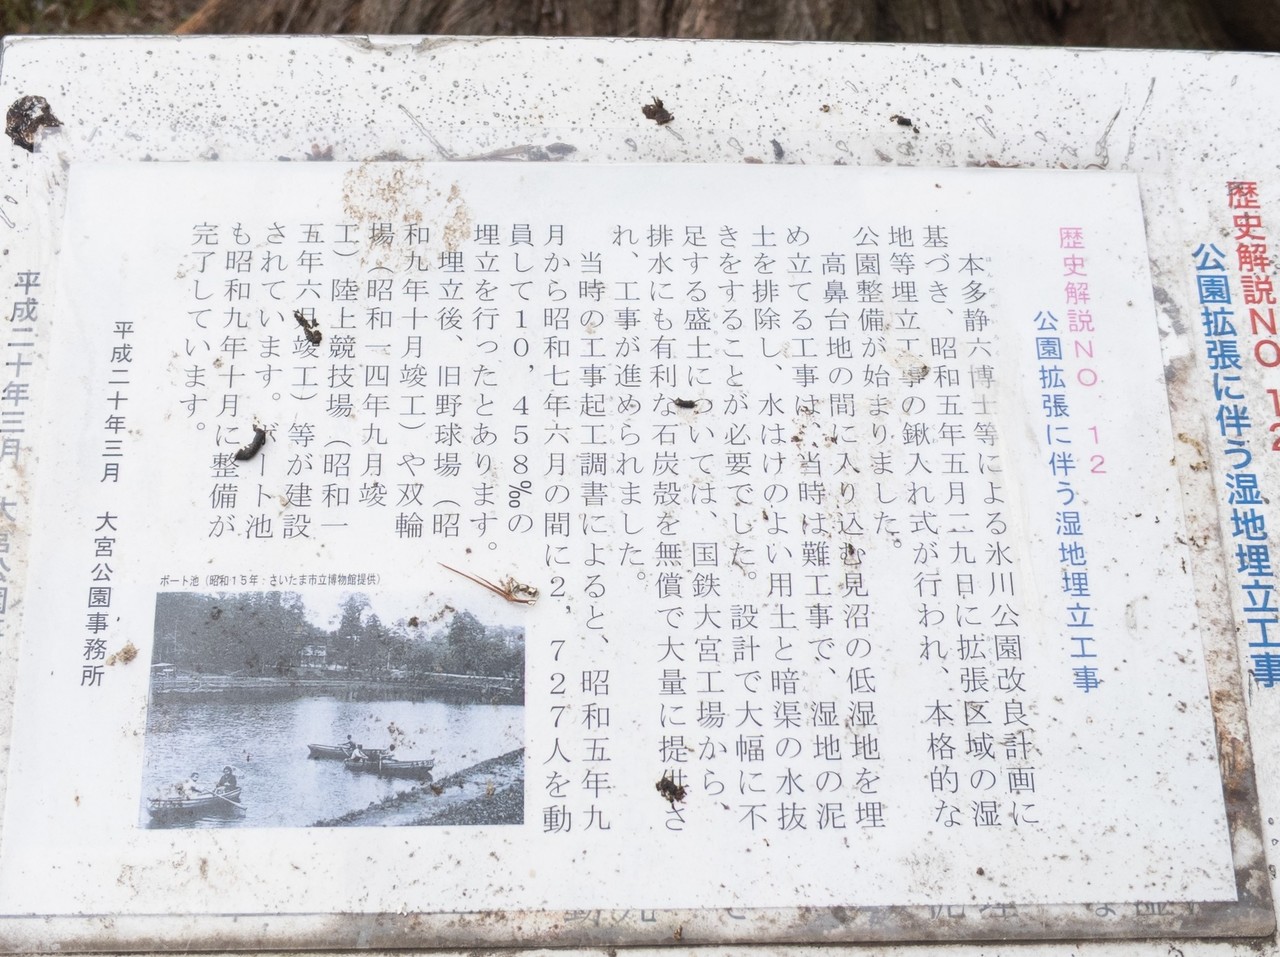 歴史解説NO 12
公園拡張に伴う湿地埋立工事
歴史解説NO 12
公園拡張に伴う湿地埋立工事
本多静六博士等による氷川公園改良計画に
基づき、昭和五年五月二九日に拡張区域の湿
地等埋立工事の鍬入れ式が行われ、本格的な
公園整備が始まりました。
高鼻台地の間に入り込む見沼の低湿地を埋
め立てる工事は、当時は難工事で、湿地の泥
土を排除し、水はけのよい用土と暗渠の水抜
きをすることが必要でした。設計で大幅に不
足する盛土については、国鉄大宮工場から、
排水にも有利な石炭殻を無償で大量に提供さ
れ、工事が進められました。
当時の工事起工調書によると、昭和五年九
月から昭和七年六月の間に2,727人を動
員して10,458‰の
埋立を行ったとあります。
埋立後、旧野球場（昭
和九年十月竣工）や双輪
場（昭和一四年九月竣
工）陸上競技場（昭和一
五年六月竣工）等が建設
されています。ボート池
も昭和九年十月に整備が
完了しています。
ボート池（昭和15年：さいたま市立博物館提供）
平成二十年三月 大宮公園事務所
平成二十年三月 大宮公園